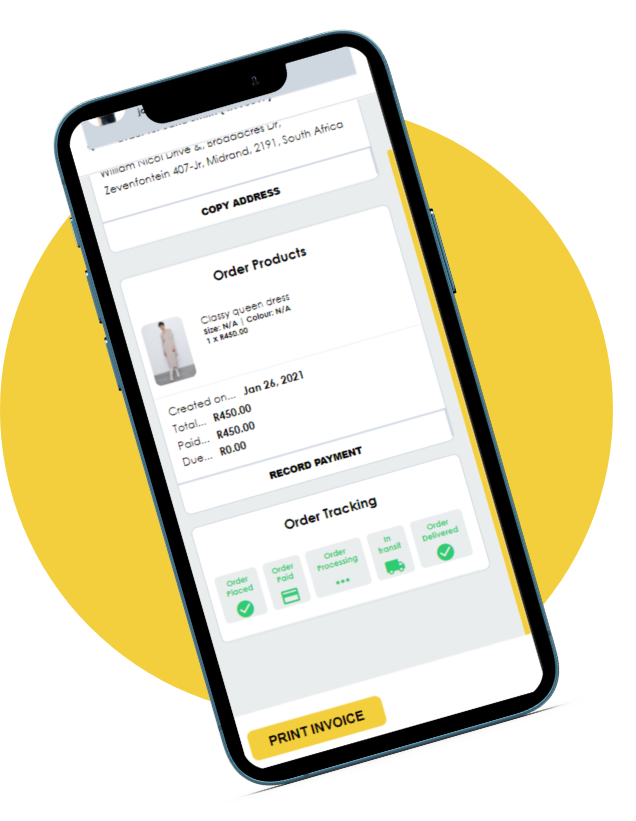 William Nicol Drive &, Broadacres Dr,
Zevenfontein 407-Jr, Midrand, 2191, South Africa
COPY ADDRESS
Order Products
Classy queen dress
Size: N/A | Colour: N/A
1 x R450.00
Created on... Jan 26, 2021
Total... R450.00
Paid... R450.00
Due... R0.00
RECORD PAYMENT
Order Tracking
Order Placed
Order Paid
Order Processing
In transit
Order Delivered
PRINT INVOICE